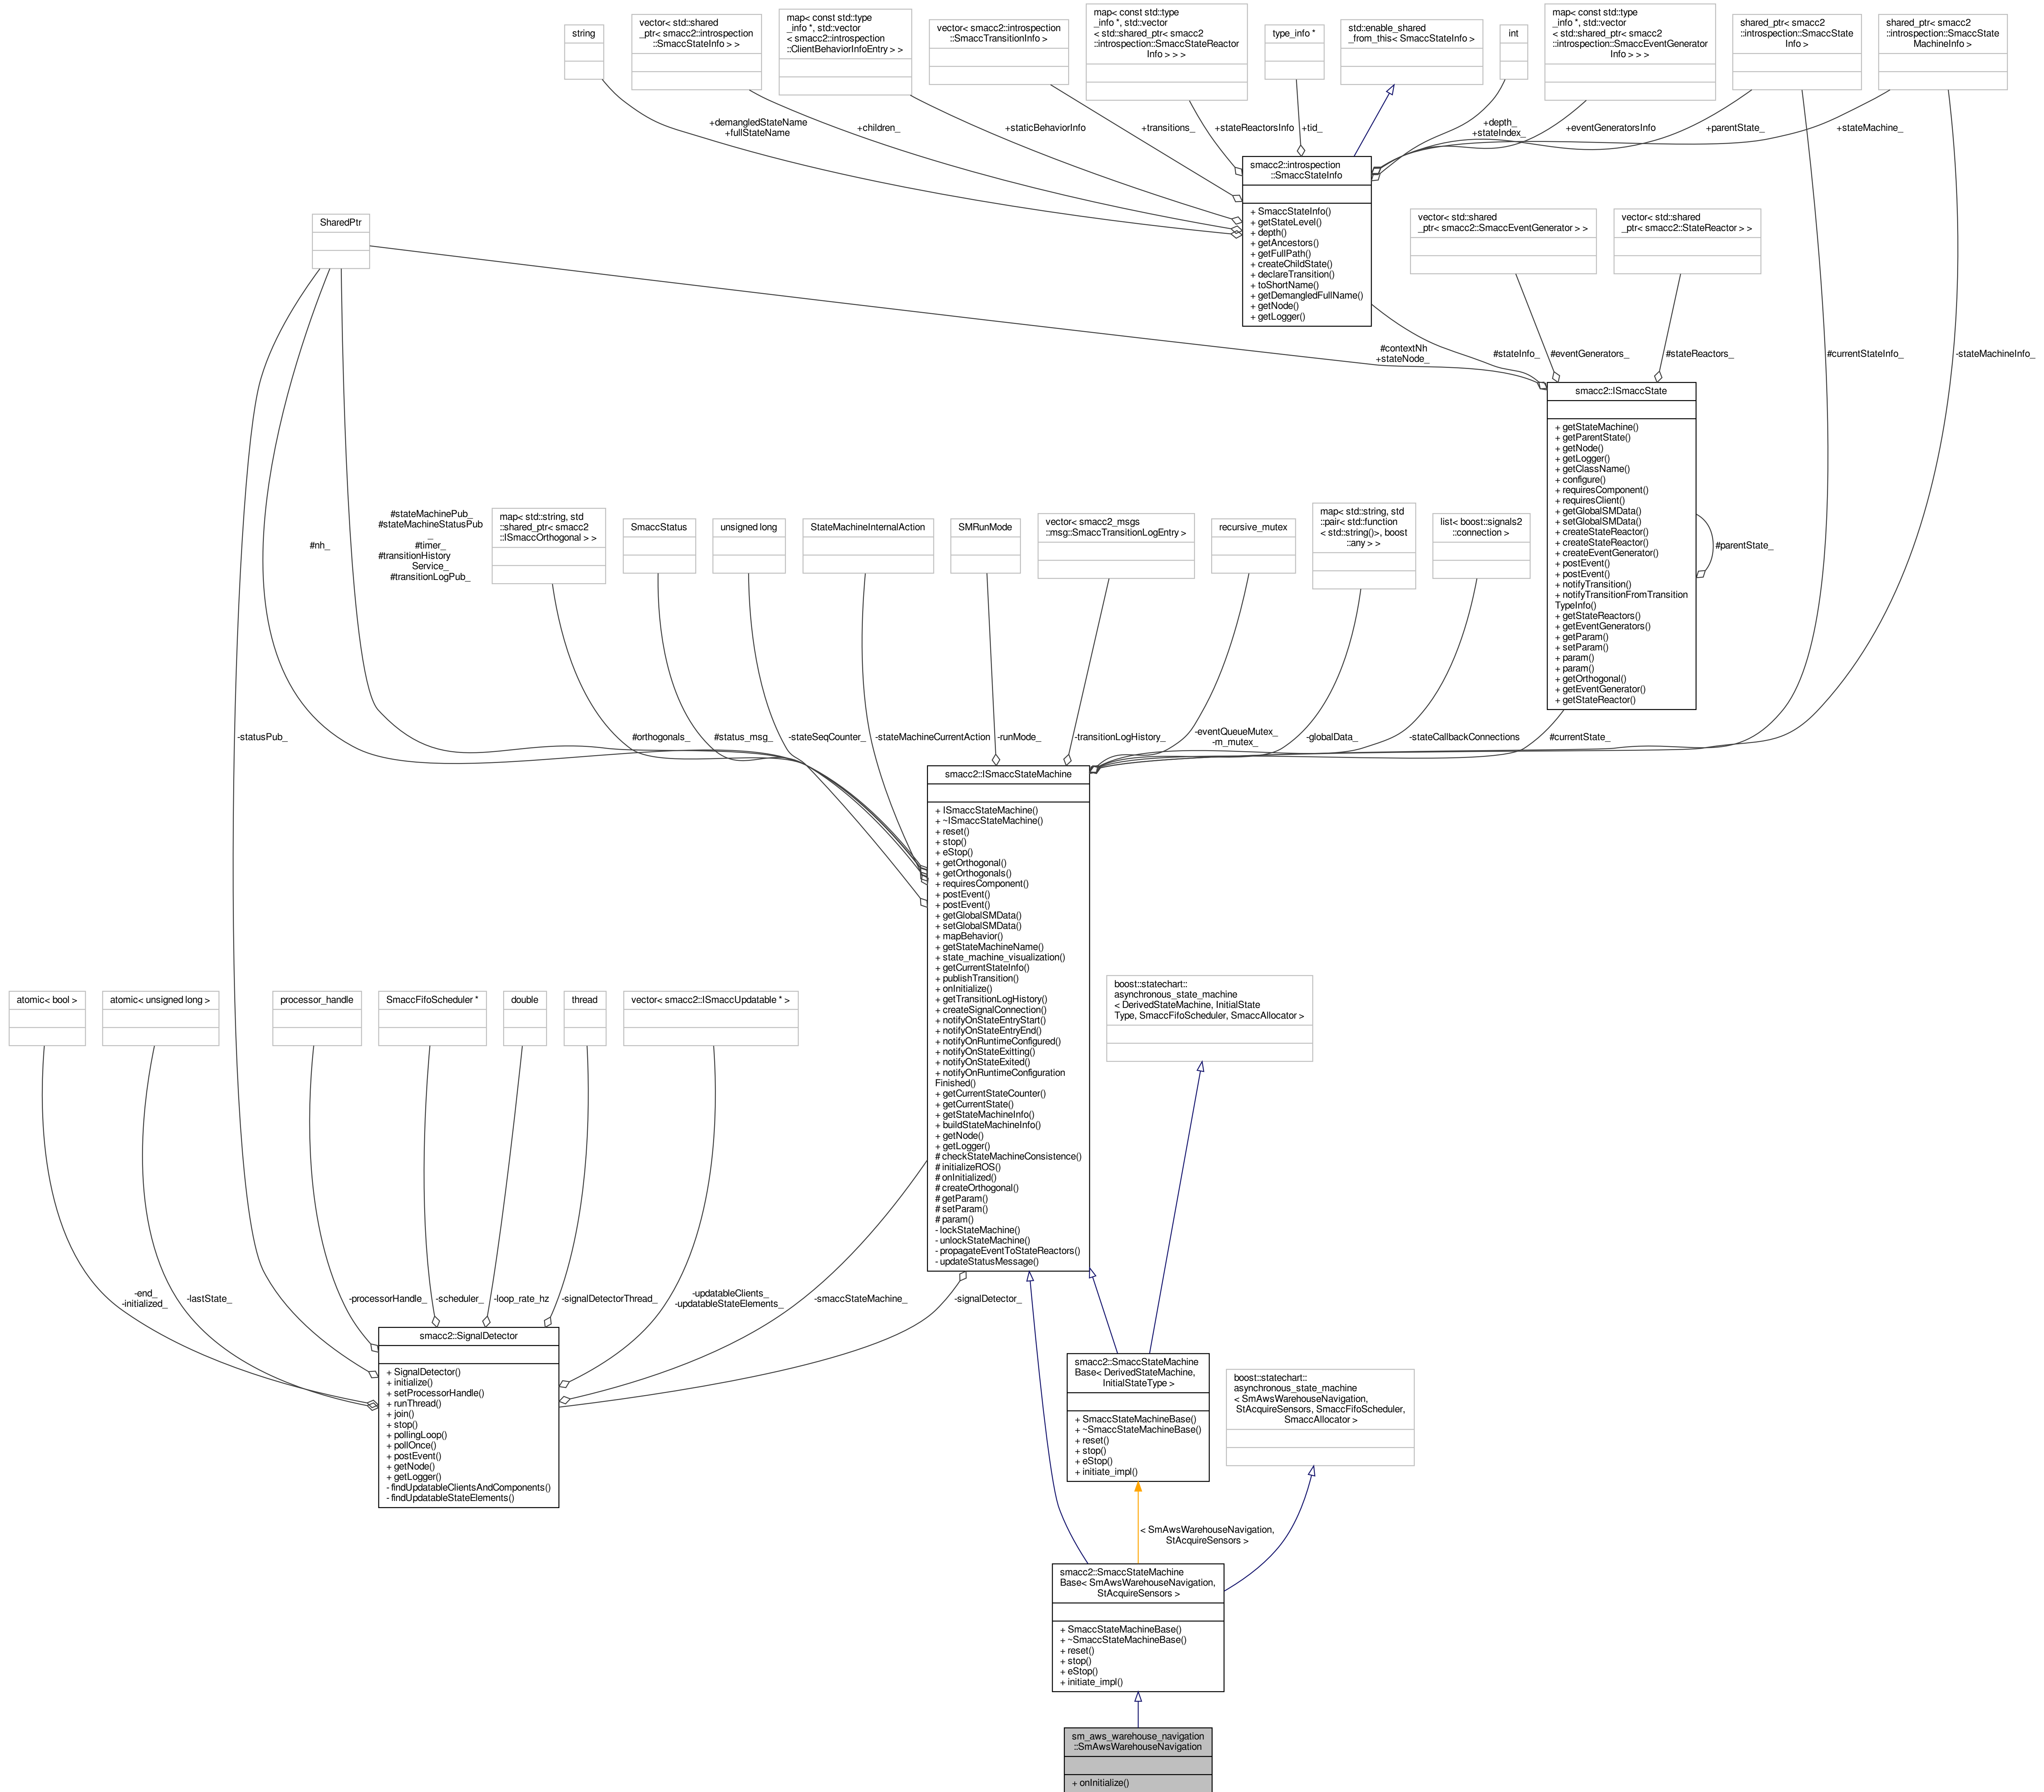 string
vector< std::shared
_ptr< smacc2::introspection
::SmaccStateInfo > >
map< const std::type
_info *, std::vector
< smacc2::introspection
::ClientBehaviorInfoEntry > >
vector< smacc2::introspection
::SmaccTransitionInfo >
map< const std::type
_info *, std::vector
< std::shared_ptr< smacc2
::introspection::SmaccStateReactor
Info > > >
type_info *
std::enable_shared
_from_this< SmaccStateInfo >
int
map< const std::type
_info *, std::vector
< std::shared_ptr< smacc2
::introspection::SmaccEventGenerator
Info > > >
shared_ptr< smacc2
::introspection::SmaccState
Info >
shared_ptr< smacc2
::introspection::SmaccState
MachineInfo >
+demangledStateName
+fullStateName
+children_
+staticBehaviorInfo
+transitions_
+stateReactorsInfo
+tid_
+depth_
+stateIndex_
+eventGeneratorsInfo
+parentState_
+stateMachine_
smacc2::introspection
::SmaccStateInfo
+ SmaccStateInfo()
+ getStateLevel()
+ depth()
+ getAncestors()
+ getFullPath()
+ createChildState()
+ declareTransition()
+ toShortName()
+ getDemangledFullName()
+ getNode()
+ getLogger()
SharedPtr
vector< std::shared
_ptr< smacc2::SmaccEventGenerator > >
vector< std::shared
_ptr< smacc2::StateReactor > >
#contextNh
+stateNode_
#stateInfo_
#eventGenerators_
#stateReactors_
#currentStateInfo_
-stateMachineInfo_
smacc2::ISmaccState
+ getStateMachine()
+ getParentState()
+ getNode()
+ getLogger()
+ getClassName()
+ configure()
+ requiresComponent()
+ requiresClient()
+ getGlobalSMData()
+ setGlobalSMData()
+ createStateReactor()
+ createStateReactor()
+ createEventGenerator()
+ postEvent()
+ postEvent()
+ notifyTransition()
+ notifyTransitionFromTransition
TypeInfo()
+ getStateReactors()
+ getEventGenerators()
+ getParam()
+ setParam()
+ param()
+ param()
+ getOrthogonal()
+ getEventGenerator()
+ getStateReactor()
#parentState_
#nh_
#stateMachinePub_
#stateMachineStatusPub
_
#timer_
#transitionHistory
Service_
#transitionLogPub_
map< std::string, std
::shared_ptr< smacc2
::ISmaccOrthogonal > >
SmaccStatus
unsigned long
StateMachineInternalAction
SMRunMode
vector< smacc2_msgs
::msg::SmaccTransitionLogEntry >
recursive_mutex
map< std::string, std
::pair< std::function
< std::string()>, boost
::any > >
list< boost::signals2
::connection >
-statusPub_
#orthogonals_
#status_msg_
-stateSeqCounter_
-stateMachineCurrentAction
-runMode_
-transitionLogHistory_
-eventQueueMutex_
-m_mutex_
-globalData_
-stateCallbackConnections
#currentState_
smacc2::ISmaccStateMachine
+ ISmaccStateMachine()
+ ~ISmaccStateMachine()
+ reset()
+ stop()
+ eStop()
+ getOrthogonal()
+ getOrthogonals()
+ requiresComponent()
+ postEvent()
+ postEvent()
+ getGlobalSMData()
+ setGlobalSMData()
+ mapBehavior()
+ getStateMachineName()
+ state_machine_visualization()
+ getCurrentStateInfo()
+ publishTransition()
+ onInitialize()
+ getTransitionLogHistory()
+ createSignalConnection()
+ notifyOnStateEntryStart()
+ notifyOnStateEntryEnd()
+ notifyOnRuntimeConfigured()
+ notifyOnStateExitting()
+ notifyOnStateExited()
+ notifyOnRuntimeConfiguration
Finished()
+ getCurrentStateCounter()
+ getCurrentState()
+ getStateMachineInfo()
+ buildStateMachineInfo()
+ getNode()
+ getLogger()
# checkStateMachineConsistence()
# initializeROS()
# onInitialized()
# createOrthogonal()
# getParam()
# setParam()
# param()
- lockStateMachine()
- unlockStateMachine()
- propagateEventToStateReactors()
- updateStatusMessage()
atomic< bool >
atomic< unsigned long >
processor_handle
SmaccFifoScheduler *
double
thread
vector< smacc2::ISmaccUpdatable * >
boost::statechart::
asynchronous_state_machine
< DerivedStateMachine, InitialState
Type, SmaccFifoScheduler, SmaccAllocator >
-end_
-initialized_
-lastState_
-processorHandle_
-scheduler_
-loop_rate_hz
-signalDetectorThread_
-updatableClients_
-updatableStateElements_
-smaccStateMachine_
-signalDetector_
smacc2::SignalDetector
+ SignalDetector()
+ initialize()
+ setProcessorHandle()
+ runThread()
+ join()
+ stop()
+ pollingLoop()
+ pollOnce()
+ postEvent()
+ getNode()
+ getLogger()
- findUpdatableClientsAndComponents()
- findUpdatableStateElements()
smacc2::SmaccStateMachine
Base< DerivedStateMachine,
InitialStateType >
+ SmaccStateMachineBase()
+ ~SmaccStateMachineBase()
+ reset()
+ stop()
+ eStop()
+ initiate_impl()
boost::statechart::
asynchronous_state_machine
< SmAwsWarehouseNavigation,
StAcquireSensors, SmaccFifoScheduler,
SmaccAllocator >
< SmAwsWarehouseNavigation,
StAcquireSensors >
smacc2::SmaccStateMachine
Base< SmAwsWarehouseNavigation,
StAcquireSensors >
+ SmaccStateMachineBase()
+ ~SmaccStateMachineBase()
+ reset()
+ stop()
+ eStop()
+ initiate_impl()
sm_aws_warehouse_navigation
::SmAwsWarehouseNavigation
+ onInitialize()